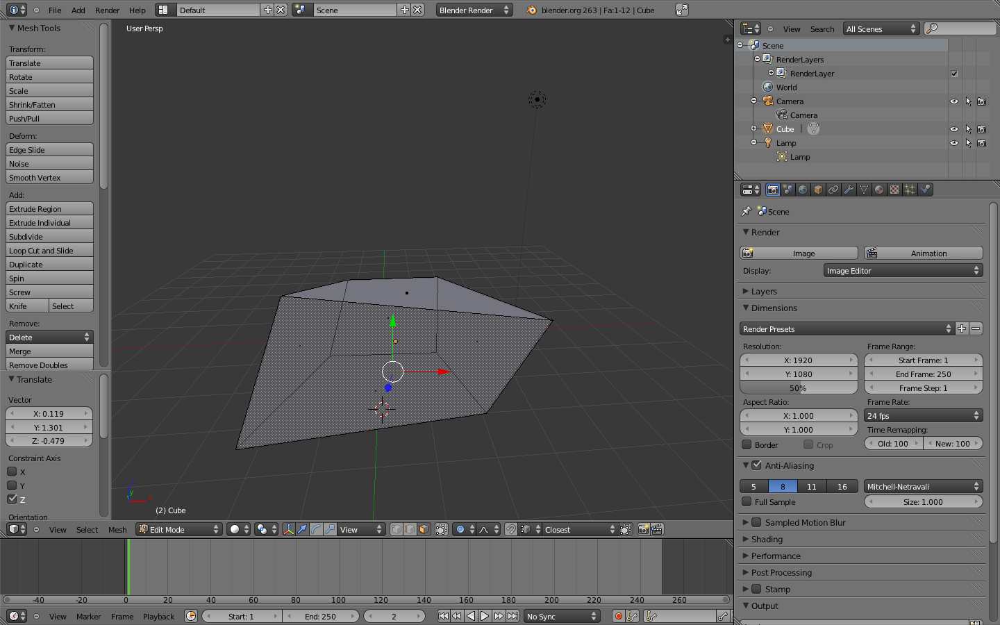 File Add Render Help Default Scene Blender Render blender.org 263 | Fa:1-12 | Cube
Mesh Tools
Transform:
Translate
Rotate
Scale
Shrink/Fatten
Push/Pull
Deform:
Edge Slide
Noise
Smooth Vertex
Add:
Extrude Region
Extrude Individual
Subdivide
Loop Cut and Slide
Duplicate
Spin
Screw
Knife Select
Remove:
Delete
Merge
Remove Doubles
Translate
Vector
X: 0.119
Y: 1.301
Z: -0.479
Constraint Axis
X
Y
Z
Orientation
User Persp
(2) Cube
View Select Mesh Edit Mode View Closest
-40 -20 0 20 40 60 80 100 120 140 160 180 200 220 240 260
View Marker Frame Playback Start: 1 End: 250 2 No Sync
View Search All Scenes
Scene
RenderLayers
RenderLayer
World
Camera
Camera
Cube
Lamp
Lamp
Scene
Render
Image Animation
Display: Image Editor
Layers
Dimensions
Render Presets
Resolution: Frame Range:
X: 1920 Start Frame: 1
Y: 1080 End Frame: 250
50% Frame Step: 1
Aspect Ratio: Frame Rate:
X: 1.000 24 fps
Y: 1.000 Time Remapping:
Border Crop Old: 100 New: 100
Anti-Aliasing
5 8 11 16 Mitchell-Netravali
Full Sample Size: 1.000
Sampled Motion Blur
Shading
Performance
Post Processing
Stamp
Output